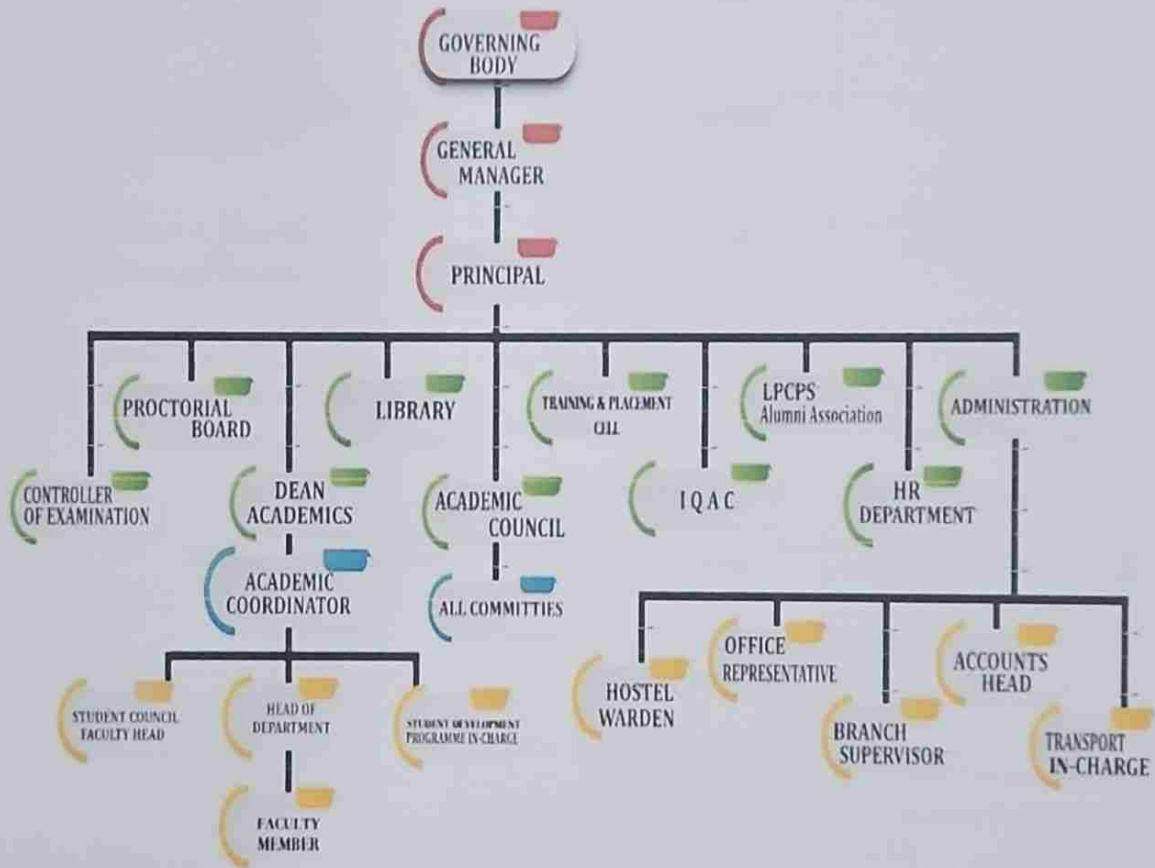 GOVERNING
BODY
GENERAL
MANAGER
PRINCIPAL
PROCTORIAL
BOARD
LIBRARY
TRAINING & PLACEMENT
CELL
LPCPS
Alumni Association
ADMINISTRATION
CONTROLLER
OF EXAMINATION
DEAN
ACADEMICS
ACADEMIC
COUNCIL
I Q A C
HR
DEPARTMENT
ACADEMIC
COORDINATOR
ALL COMMITTIES
STUDENT COUNCIL
FACULTY HEAD
HEAD OF
DEPARTMENT
STUDENT DEVELOPMENT
PROGRAMME IN-CHARGE
HOSTEL
WARDEN
OFFICE
REPRESENTATIVE
BRANCH
SUPERVISOR
ACCOUNTS
HEAD
TRANSPORT
IN-CHARGE
FACULTY
MEMBER